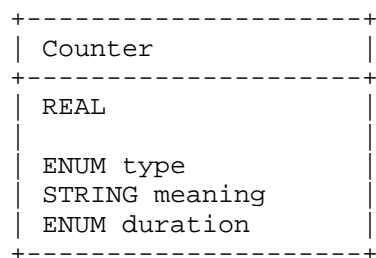 +---------------------+
| Counter             |
+---------------------+
| REAL                |
|                     |
| ENUM type           |
| STRING meaning      |
| ENUM duration       |
+---------------------+